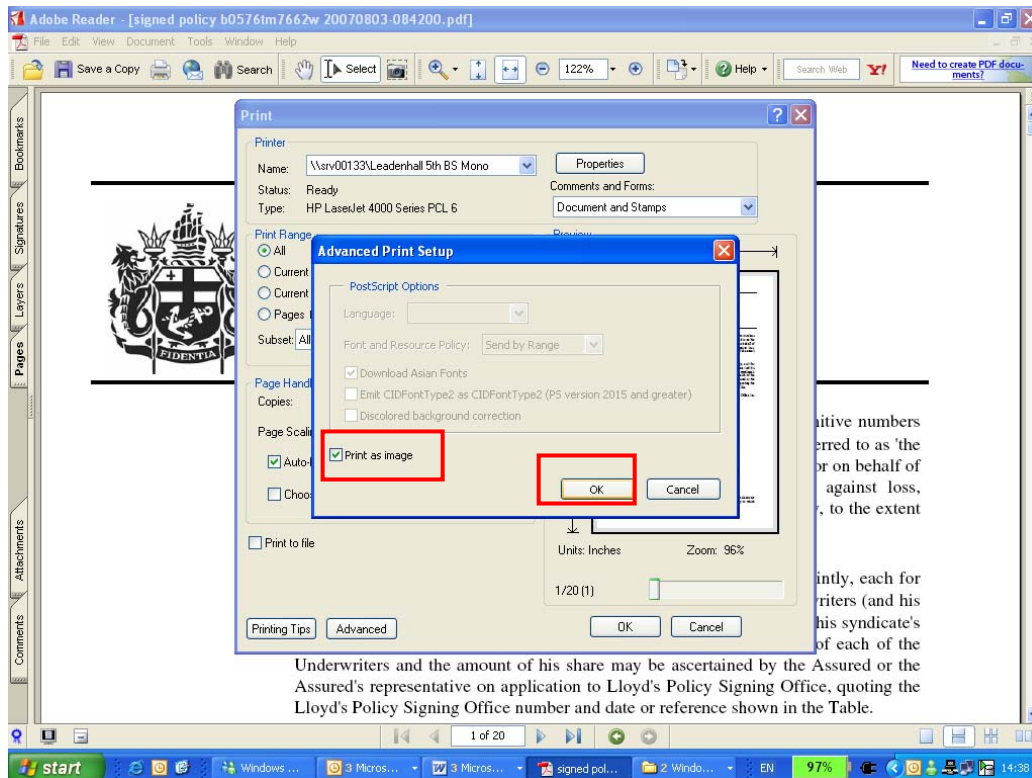 Adobe Reader - [signed policy b0576tm7662w 20070803-084200.pdf]
File Edit View Document Tools Window Help
Save a Copy Search Select 122% Help Search Web Y! Need to create PDF docu-
ments?
Bookmarks
Signatures
Layers
Pages
Attachments
Comments
FIDENTIA
Print
Printer
Name: \\srv00133\Leadenhall 5th BS Mono Properties
Status: Ready Comments and Forms:
Type: HP LaserJet 4000 Series PCL 6 Document and Stamps
Print Range Preview
All
Current
Current
Pages
Subset: All
Page Handl
Copies:
Page Scali
Auto-
Choo
Print to file
Units: Inches Zoom: 96%
1/20 (1)
Printing Tips Advanced OK Cancel
Advanced Print Setup
PostScript Options
Language:
Font and Resource Policy: Send by Range
Download Asian Fonts
Emit CIDFontType2 as CIDFontType2 (PS version 2015 and greater)
Discolored background correction
Print as image
OK Cancel
nitive numbers
erred to as 'the
or on behalf of
against loss,
, to the extent
intly, each for
riters (and his
his syndicate's
of each of the
Underwriters and the amount of his share may be ascertained by the Assured or the
Assured's representative on application to Lloyd's Policy Signing Office, quoting the
Lloyd's Policy Signing Office number and date or reference shown in the Table.
1 of 20
start Windows ... 3 Micros... 3 Micros... signed pol... 2 Windo... EN 97% 14:38